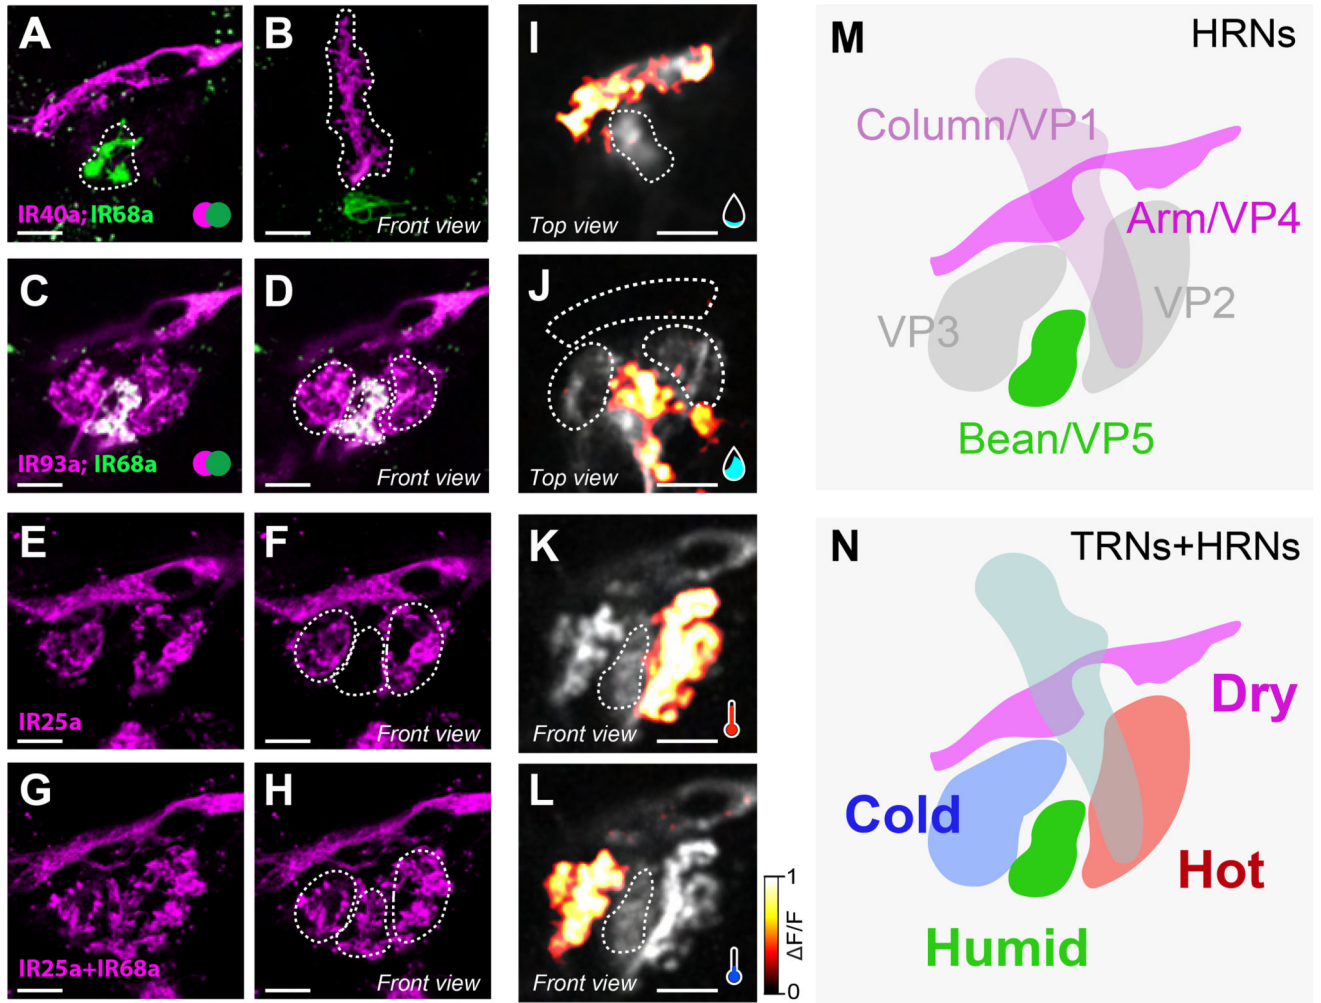 A
IR40a; IR68a
B
Front view
I
Top view
C
IR93a; IR68a
D
Front view
J
Top view
E
IR25a
F
Front view
K
Front view
G
IR25a+IR68a
H
Front view
L
Front view
1
ΔF/F
0
M
HRNs
Column/VP1
Arm/VP4
VP3
VP2
Bean/VP5
N
TRNs+HRNs
Dry
Cold
Hot
Humid